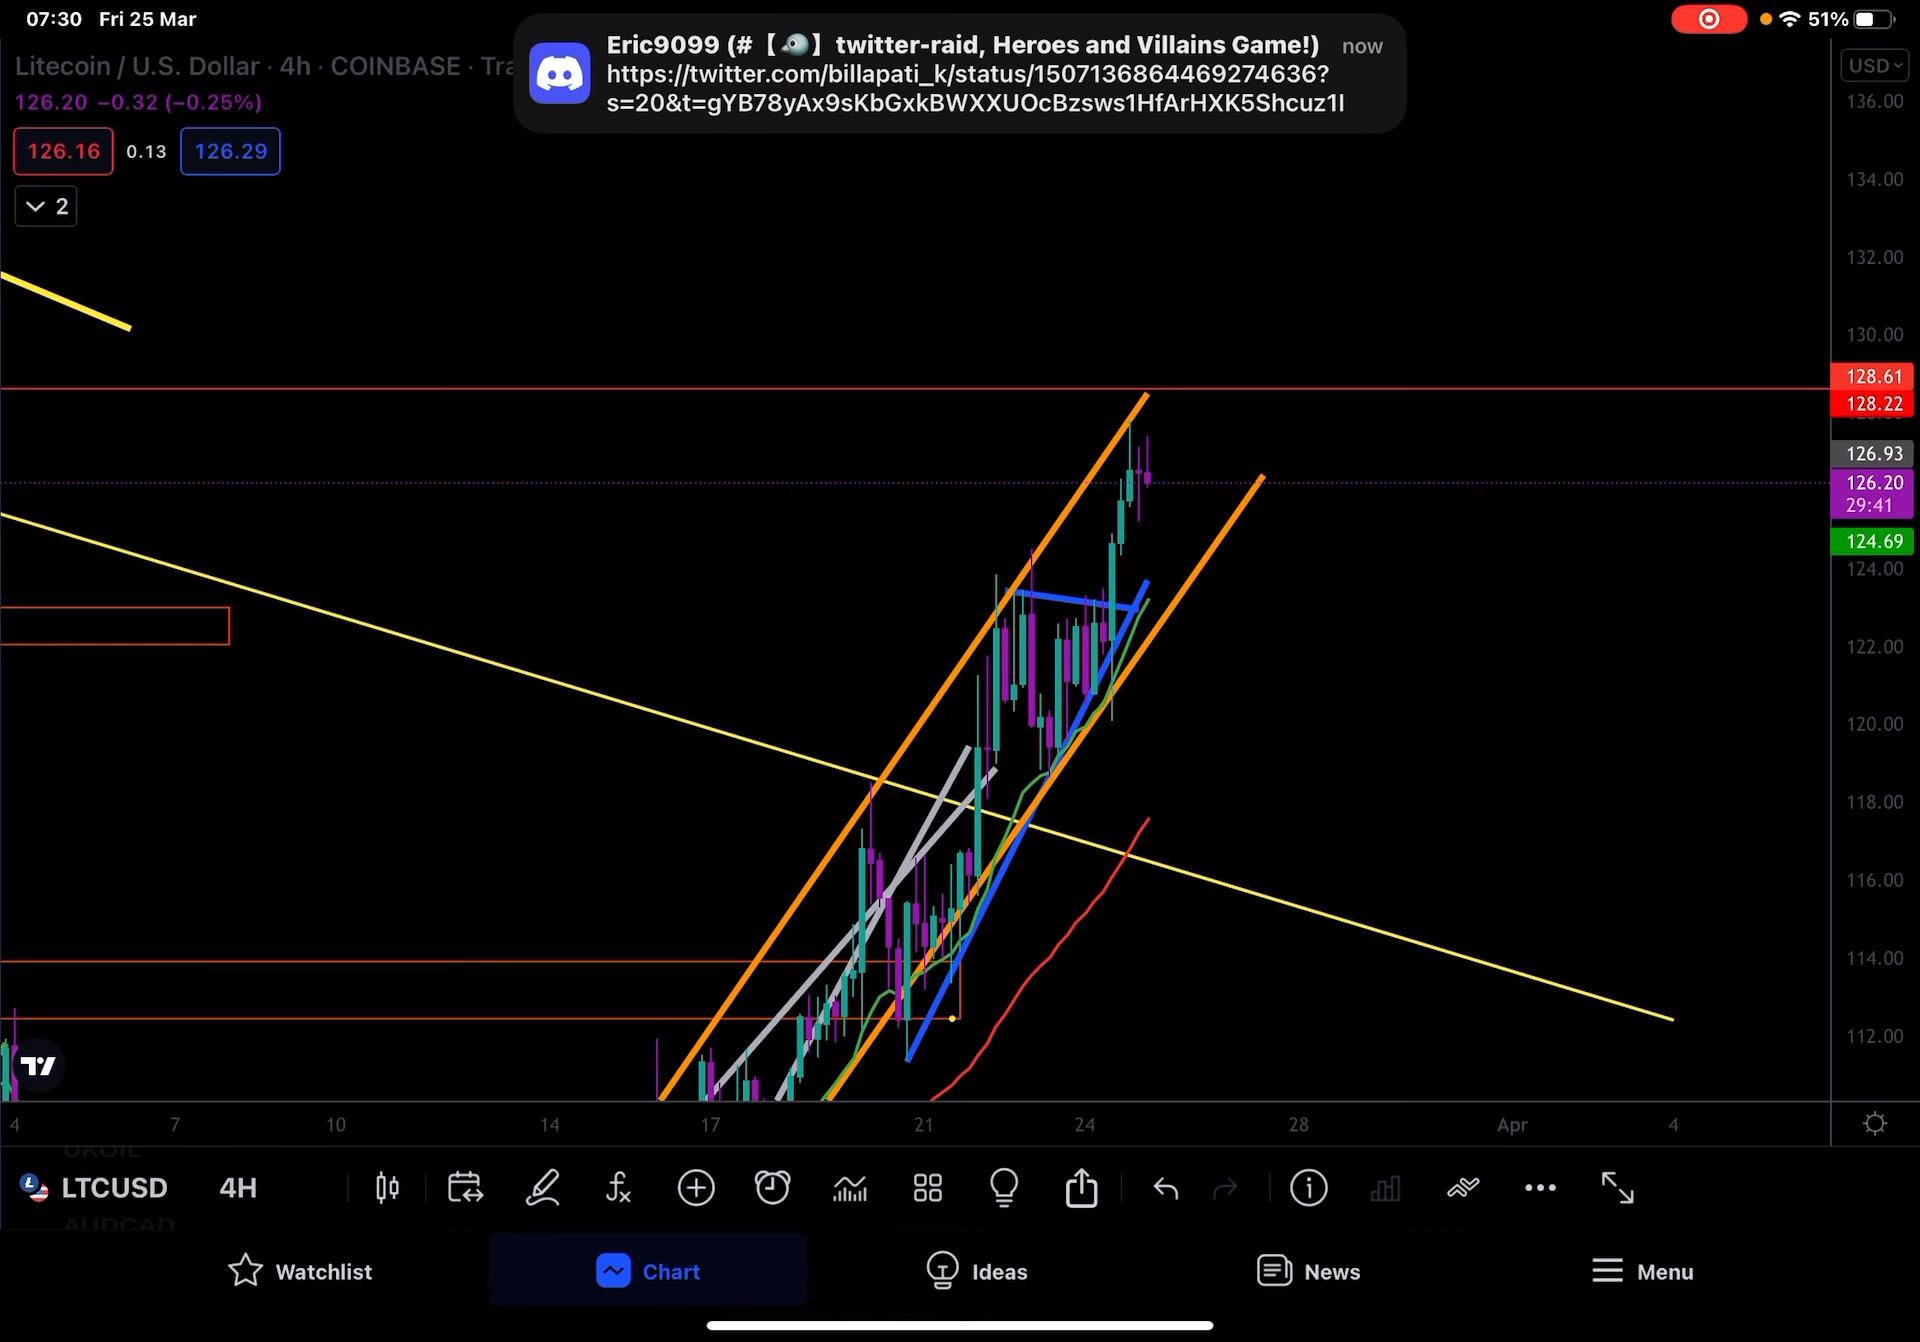 07:30 Fri 25 Mar
51%
Eric9099 (#【🐦】twitter-raid, Heroes and Villains Game!) now
https://twitter.com/billapati_k/status/1507136864469274636?
s=20&t=gYB78yAx9sKbGxkBWXXUOcBzsws1HfArHXK5Shcuz1I
Litecoin / U.S. Dollar · 4h · COINBASE · Tra
USD
126.20 −0.32 (−0.25%)
126.16 0.13 126.29
2
136.00
134.00
132.00
130.00
128.61
128.22
126.93
126.20
29:41
124.69
124.00
122.00
120.00
118.00
116.00
114.00
112.00
4 7 10 14 17 21 24 28 Apr 4
UKOIL
LTCUSD 4H
AUDCAD
Watchlist Chart Ideas News Menu